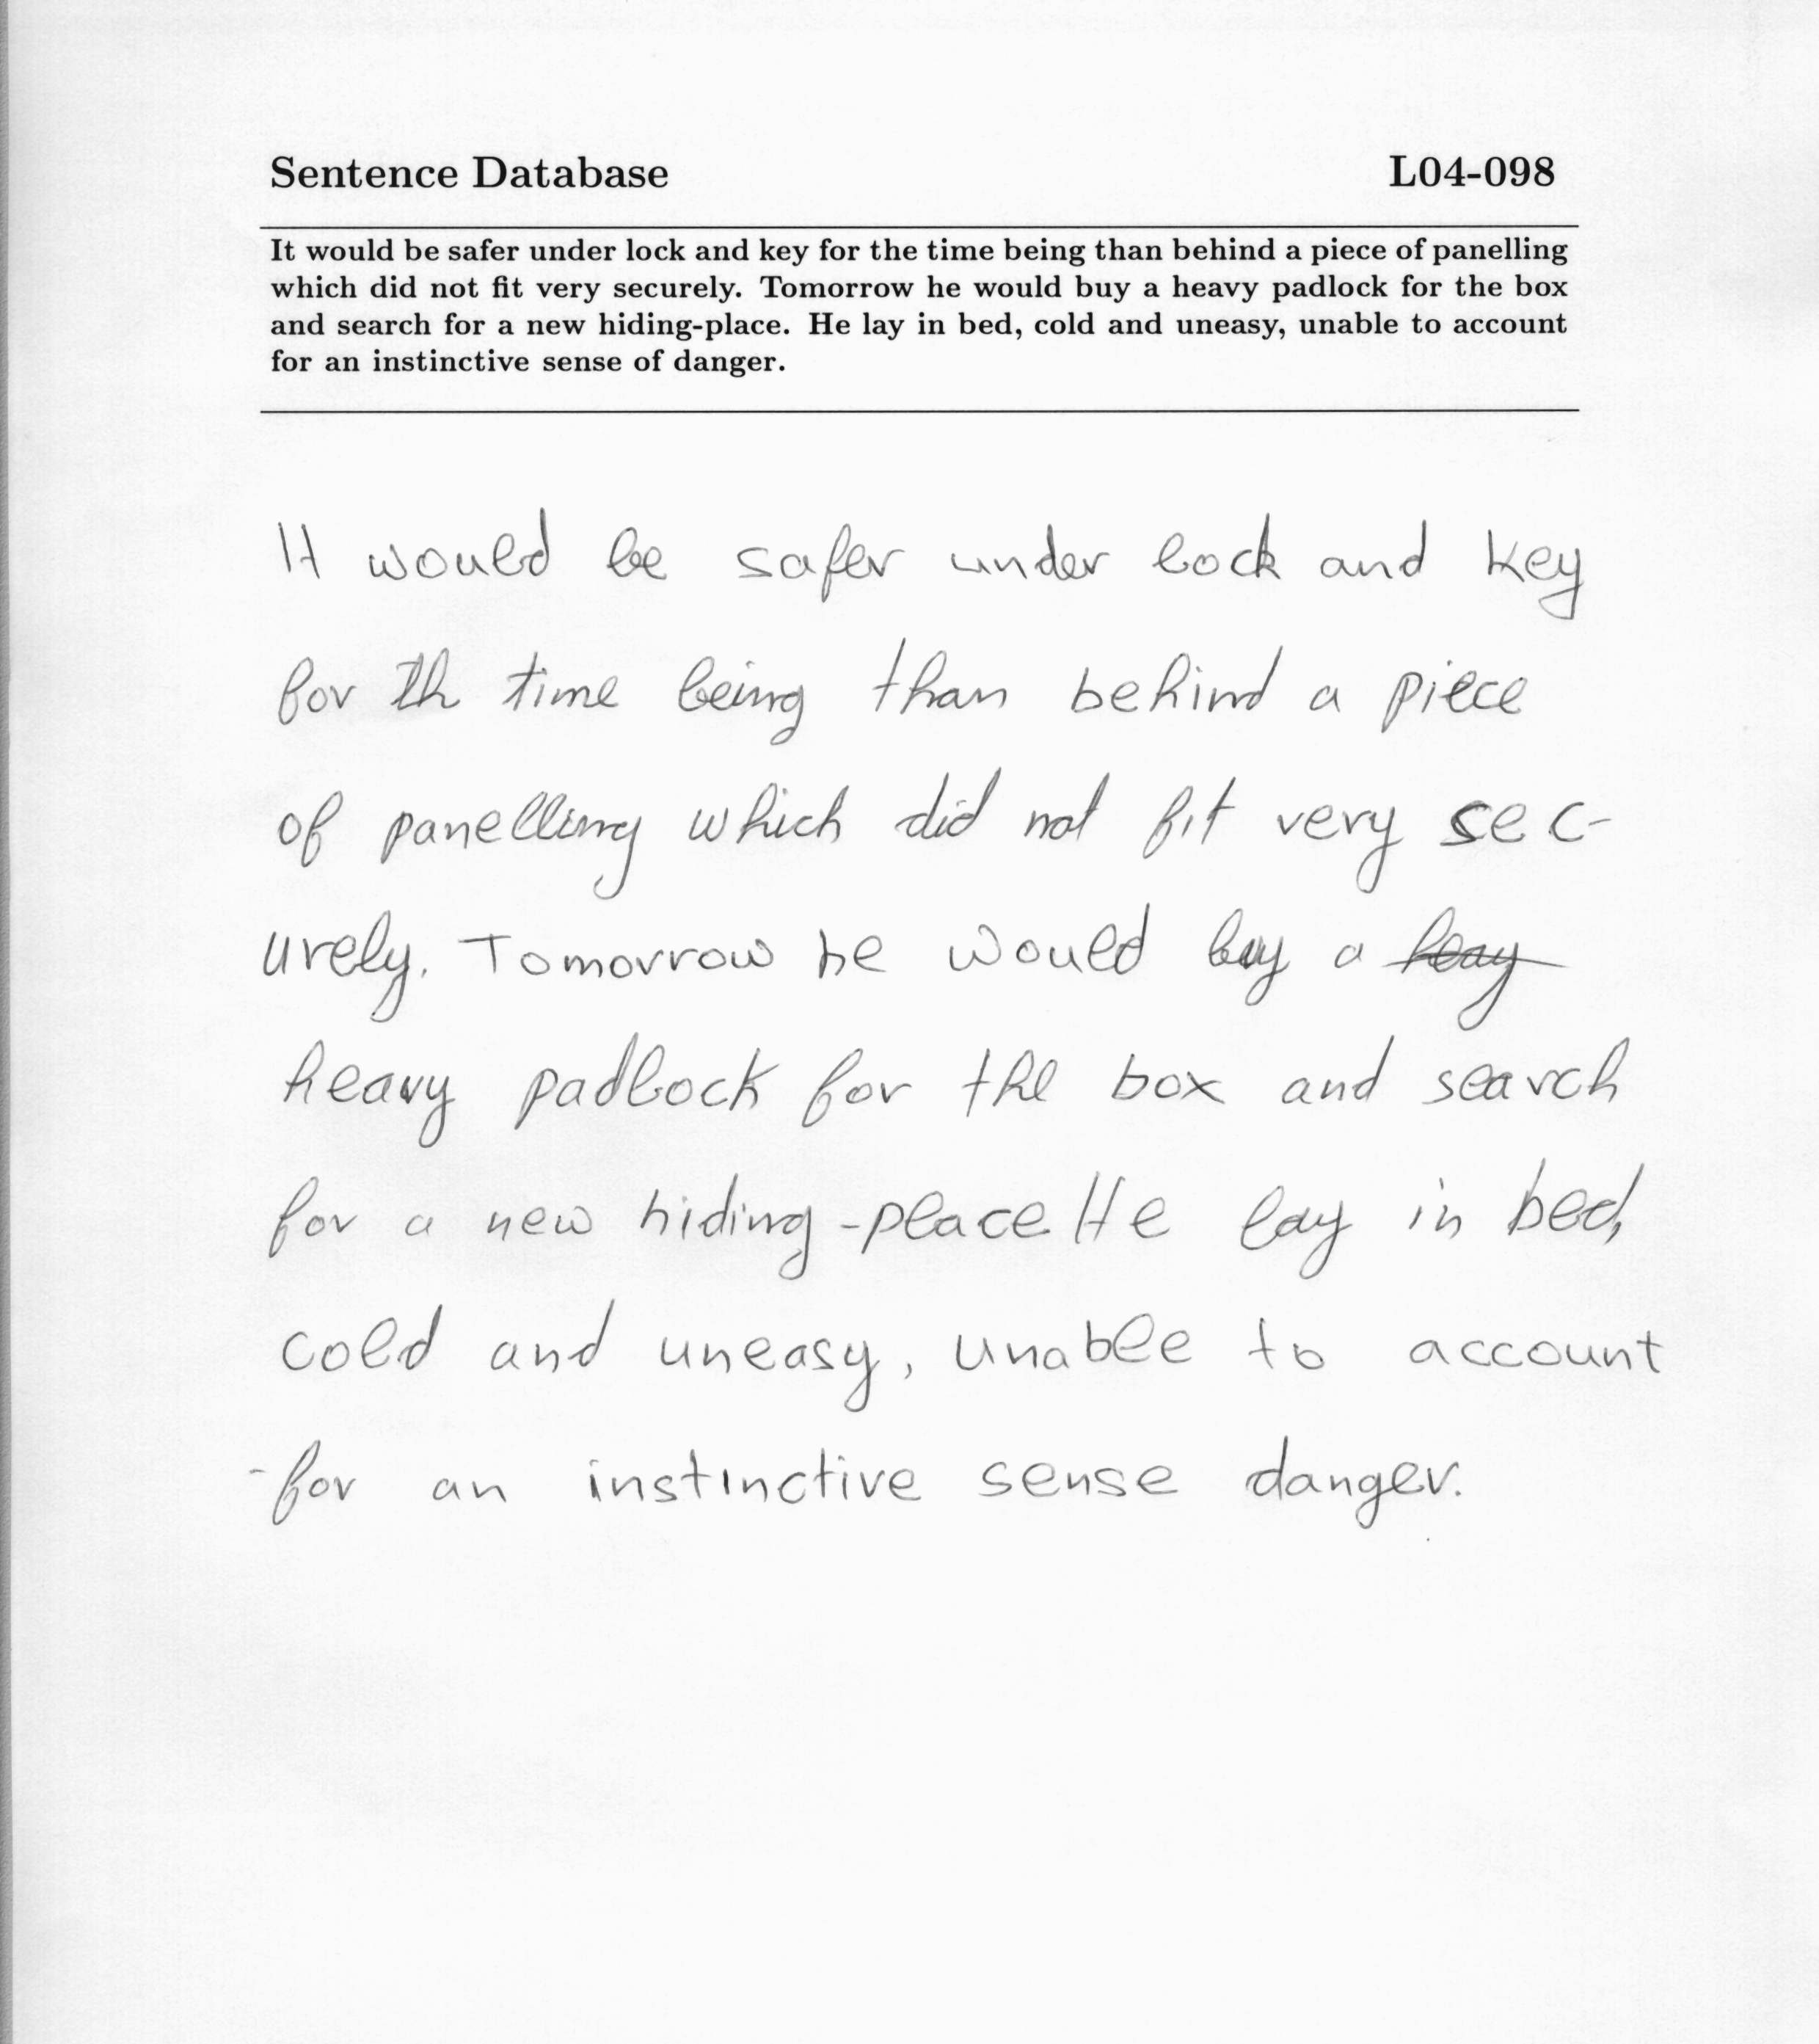 Sentence Database L04-098
It would be safer under lock and key for the time being than behind a piece of panelling
which did not fit very securely. Tomorrow he would buy a heavy padlock for the box
and search for a new hiding-place. He lay in bed, cold and uneasy, unable to account
for an instinctive sense of danger.
It would be safer under lock and key
for th time being than behind a piece
of panelling which did not fit very sec-
urely. Tomorrow he would buy a heay
heavy padlock for the box and search
for a new hiding-place. He lay in bed,
cold and uneasy, unable to account
for an instinctive sense danger.